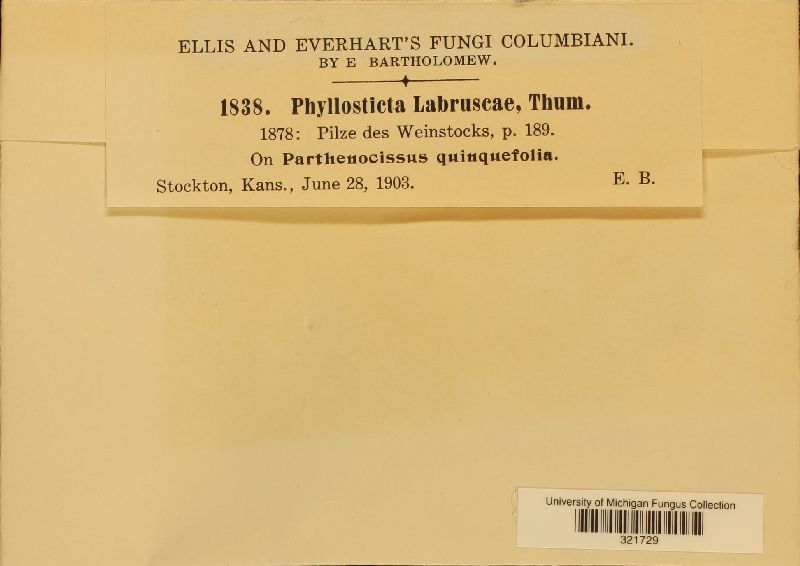 ELLIS AND EVERHART'S FUNGI COLUMBIANI.
BY E BARTHOLOMEW.
1838. Phyllosticta Labruscae, Thum.
1878: Pilze des Weinstocks, p. 189.
On Parthenocissus quinquefolia.
Stockton, Kans., June 28, 1903. E. B.
University of Michigan Fungus Collection
321729